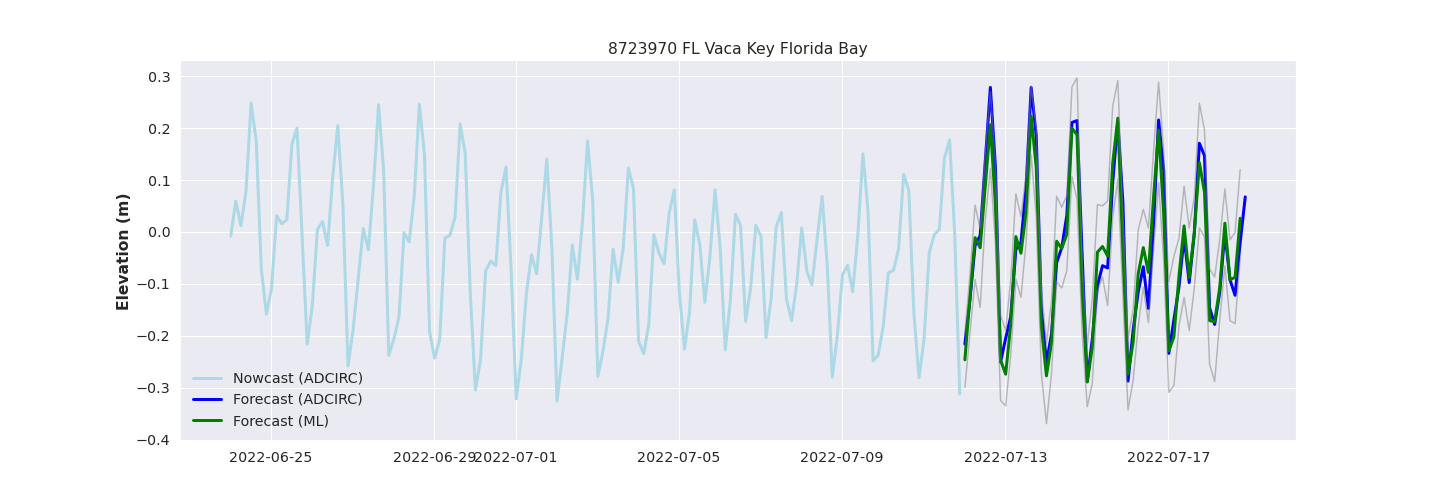 8723970 FL Vaca Key Florida Bay
Elevation (m)
0.3
0.2
0.1
0.0
−0.1
−0.2
−0.3
−0.4
Nowcast (ADCIRC)
Forecast (ADCIRC)
Forecast (ML)
2022-06-25 2022-06-29 2022-07-01 2022-07-05 2022-07-09 2022-07-13 2022-07-17